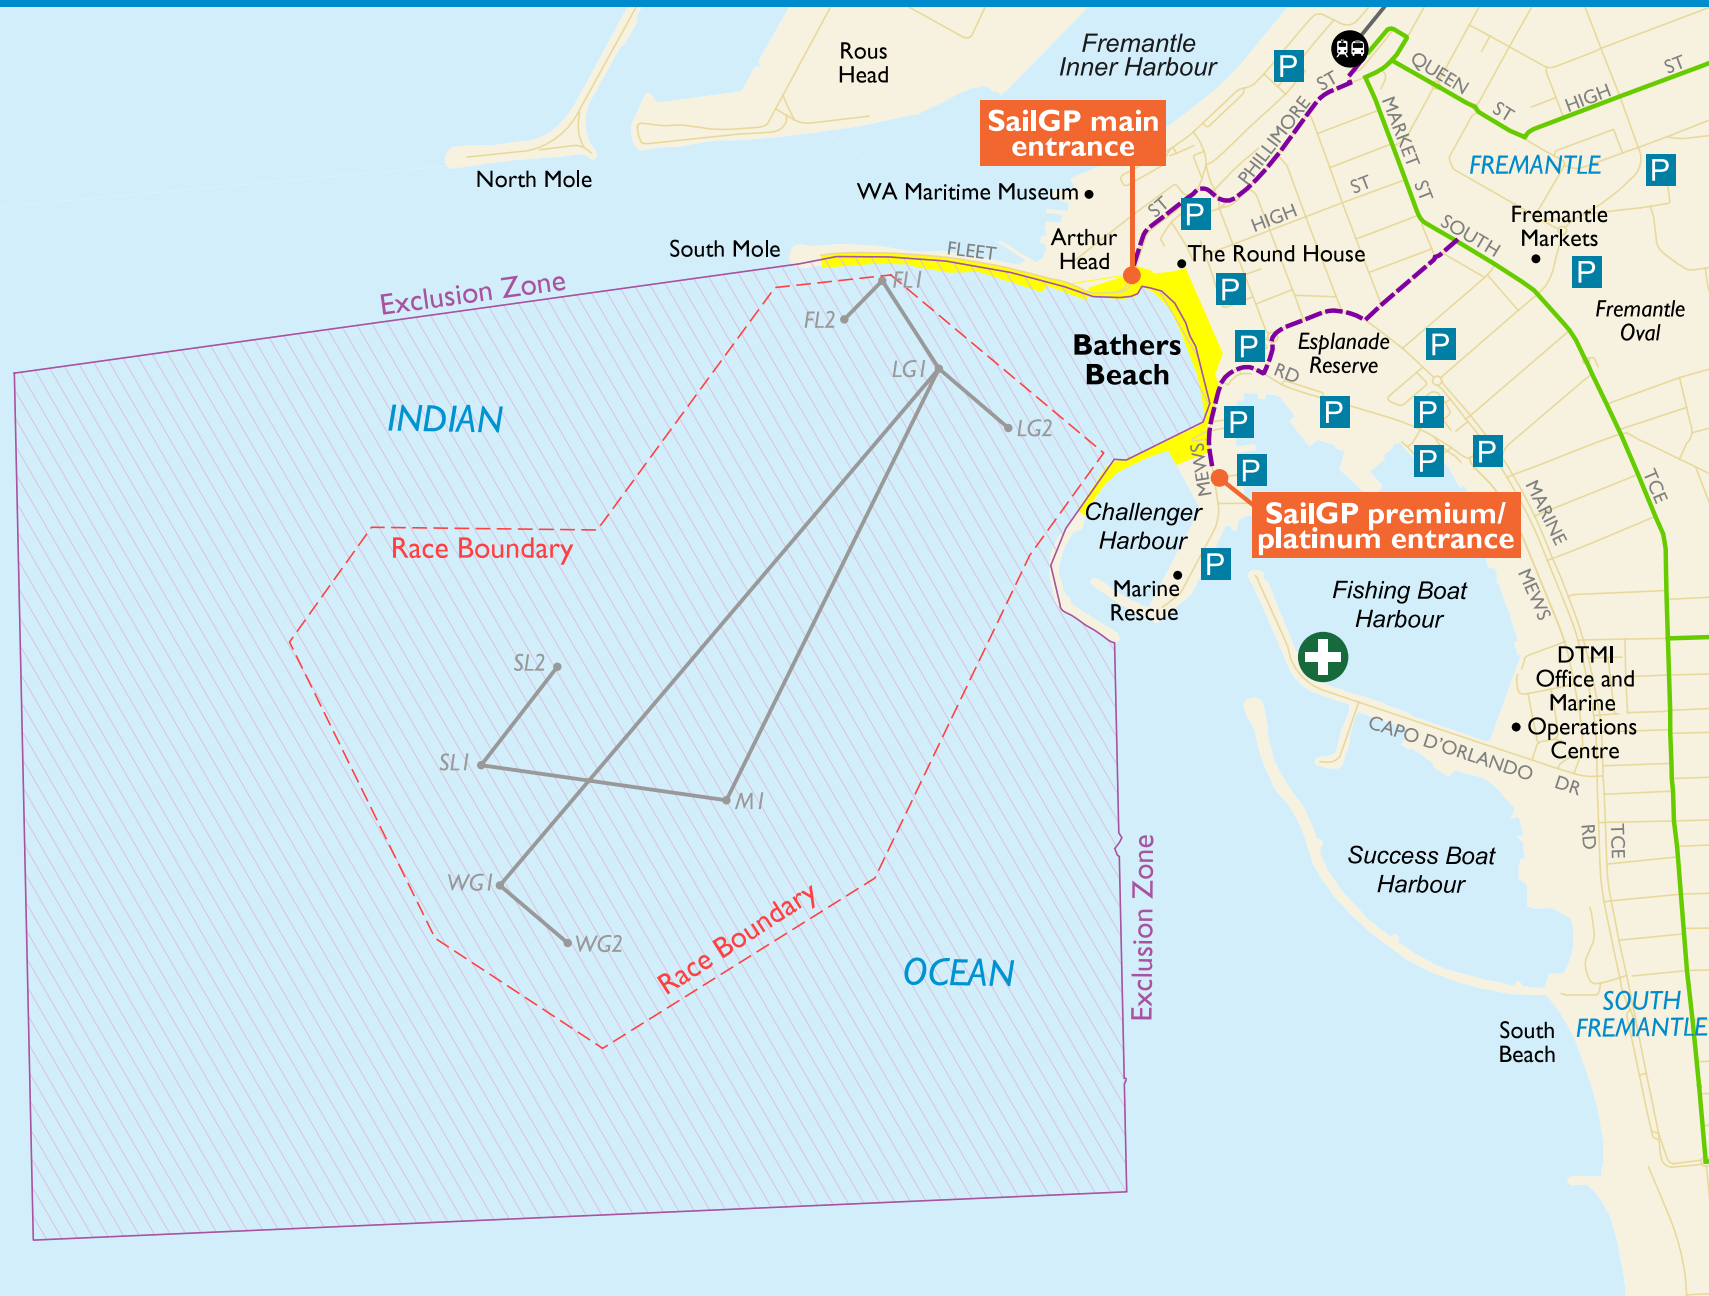 Rous
Head
Fremantle
Inner Harbour
P
QUEEN
ST
HIGH
ST
ST
PHILLIMORE
ST
MARKET
ST
SailGP main
entrance
FREMANTLE
P
North Mole
WA Maritime Museum
P
HIGH
ST
Fremantle
Markets
SOUTH
South Mole
FLEET
Arthur
Head
The Round House
P
P
Fremantle
Oval
Exclusion Zone
FL1
FL2
Bathers
Beach
P
Esplanade
Reserve
P
RD
LG1
INDIAN
LG2
P
P
P
P
P
P
MEWS
TCE
MARINE
Challenger
Harbour
SailGP premium/
platinum entrance
Race Boundary
P
Marine
Rescue
Fishing Boat
Harbour
MEWS
SL2
DTMI
Office and
Marine
Operations
Centre
SL1
M1
CAPO D'ORLANDO
DR
RD
TCE
Success Boat
Harbour
WG1
WG2
Race Boundary
Exclusion Zone
OCEAN
SOUTH
FREMANTLE
South
Beach